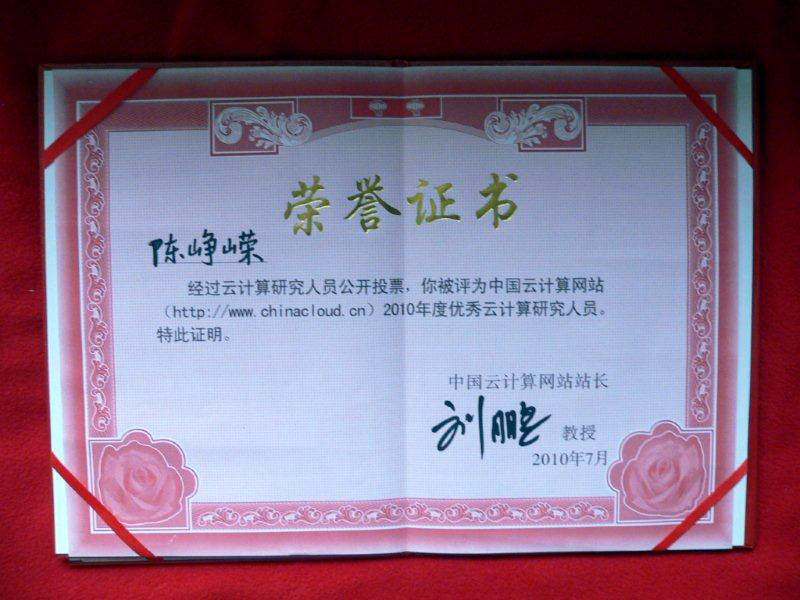 荣誉证书
陈峥嵘
经过云计算研究人员公开投票，你被评为中国云计算网站
（http://www.chinacloud.cn）2010年度优秀云计算研究人员。
特此证明。
中国云计算网站站长
刘鹏 教授
2010年7月